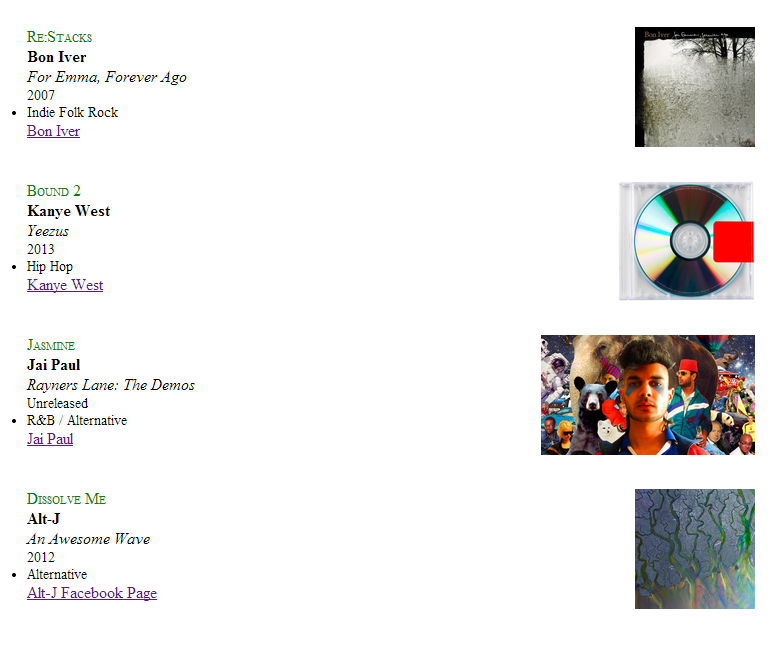 Re:Stacks
Bon Iver
For Emma, Forever Ago
2007
Indie Folk Rock
Bon Iver
Bon Iver for Emma, forever ago
Bound 2
Kanye West
Yeezus
2013
Hip Hop
Kanye West
Jasmine
Jai Paul
Rayners Lane: The Demos
Unreleased
R&B / Alternative
Jai Paul
Dissolve Me
Alt-J
An Awesome Wave
2012
Alternative
Alt-J Facebook Page